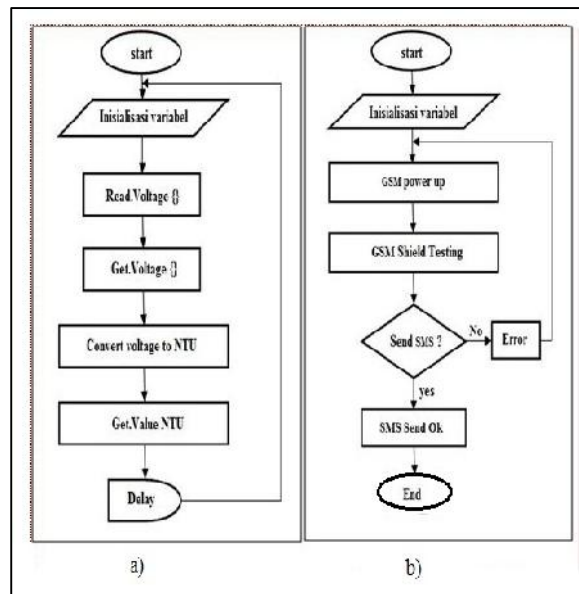 start
Inisialisasi variabel
Read.Voltage {}
Get.Voltage {}
Convert voltage to NTU
Get.Value NTU
Delay
a)
start
Inisialisasi variabel
GSM power up
GSM Shield Testing
Send SMS ?
No
Error
yes
SMS Send Ok
End
b)